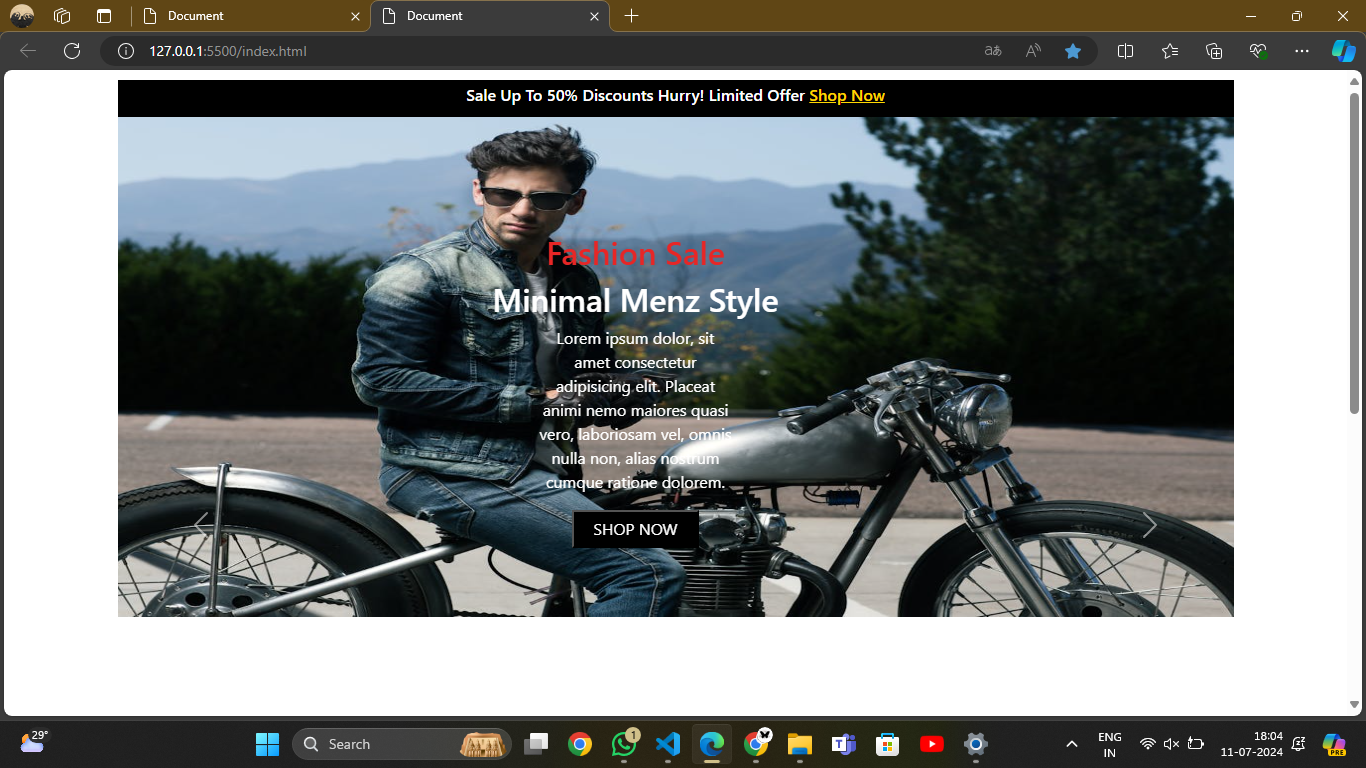 Document
Document
127.0.0.1:5500/index.html
Sale Up To 50% Discounts Hurry! Limited Offer Shop Now
Fashion Sale
Minimal Menz Style
Lorem ipsum dolor, sit
amet consectetur
adipisicing elit. Placeat
animi nemo maiores quasi
vero, laboriosam vel, omnis
nulla non, alias nostrum
cumque ratione dolorem.
SHOP NOW
29°
Search
1
ENG
IN
18:04
11-07-2024
PRE